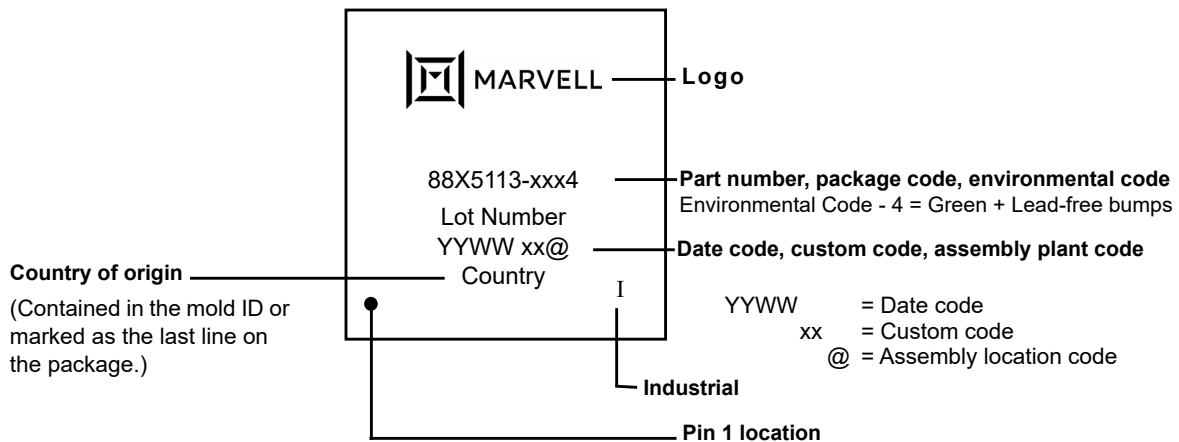 MARVELL
Logo
88X5113-xxx4
Part number, package code, environmental code
Environmental Code - 4 = Green + Lead-free bumps
Lot Number
YYWW xx@
Date code, custom code, assembly plant code
Country of origin
Country
(Contained in the mold ID or
marked as the last line on
the package.)
I
YYWW = Date code
xx = Custom code
@ = Assembly location code
Industrial
Pin 1 location